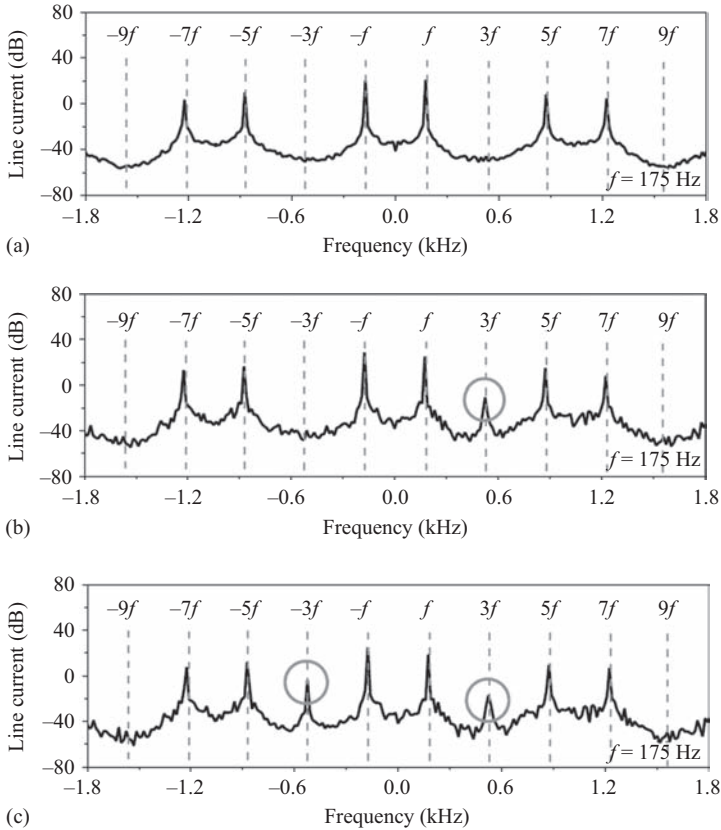 80
–9f –7f –5f –3f –f f 3f 5f 7f 9f
40
0
–40
–80
Line current (dB)
f = 175 Hz
–1.8 –1.2 –0.6 0.0 0.6 1.2 1.8
(a) Frequency (kHz)
80
–9f –7f –5f –3f –f f 3f 5f 7f 9f
40
0
–40
–80
Line current (dB)
f = 175 Hz
–1.8 –1.2 –0.6 0.0 0.6 1.2 1.8
(b) Frequency (kHz)
80
–9f –7f –5f –3f –f f 3f 5f 7f 9f
40
0
–40
–80
Line current (dB)
f = 175 Hz
–1.8 –1.2 –0.6 0.0 0.6 1.2 1.8
(c) Frequency (kHz)